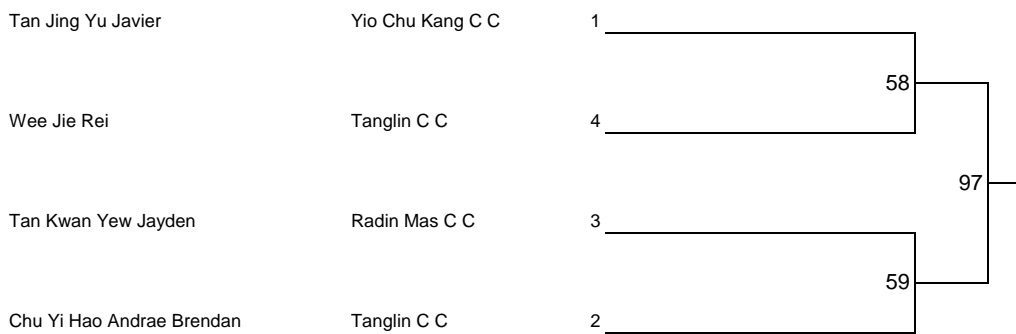 Tan Jing Yu Javier Yio Chu Kang C C 1
58
Wee Jie Rei Tanglin C C 4
97
Tan Kwan Yew Jayden Radin Mas C C 3
59
Chu Yi Hao Andrae Brendan Tanglin C C 2